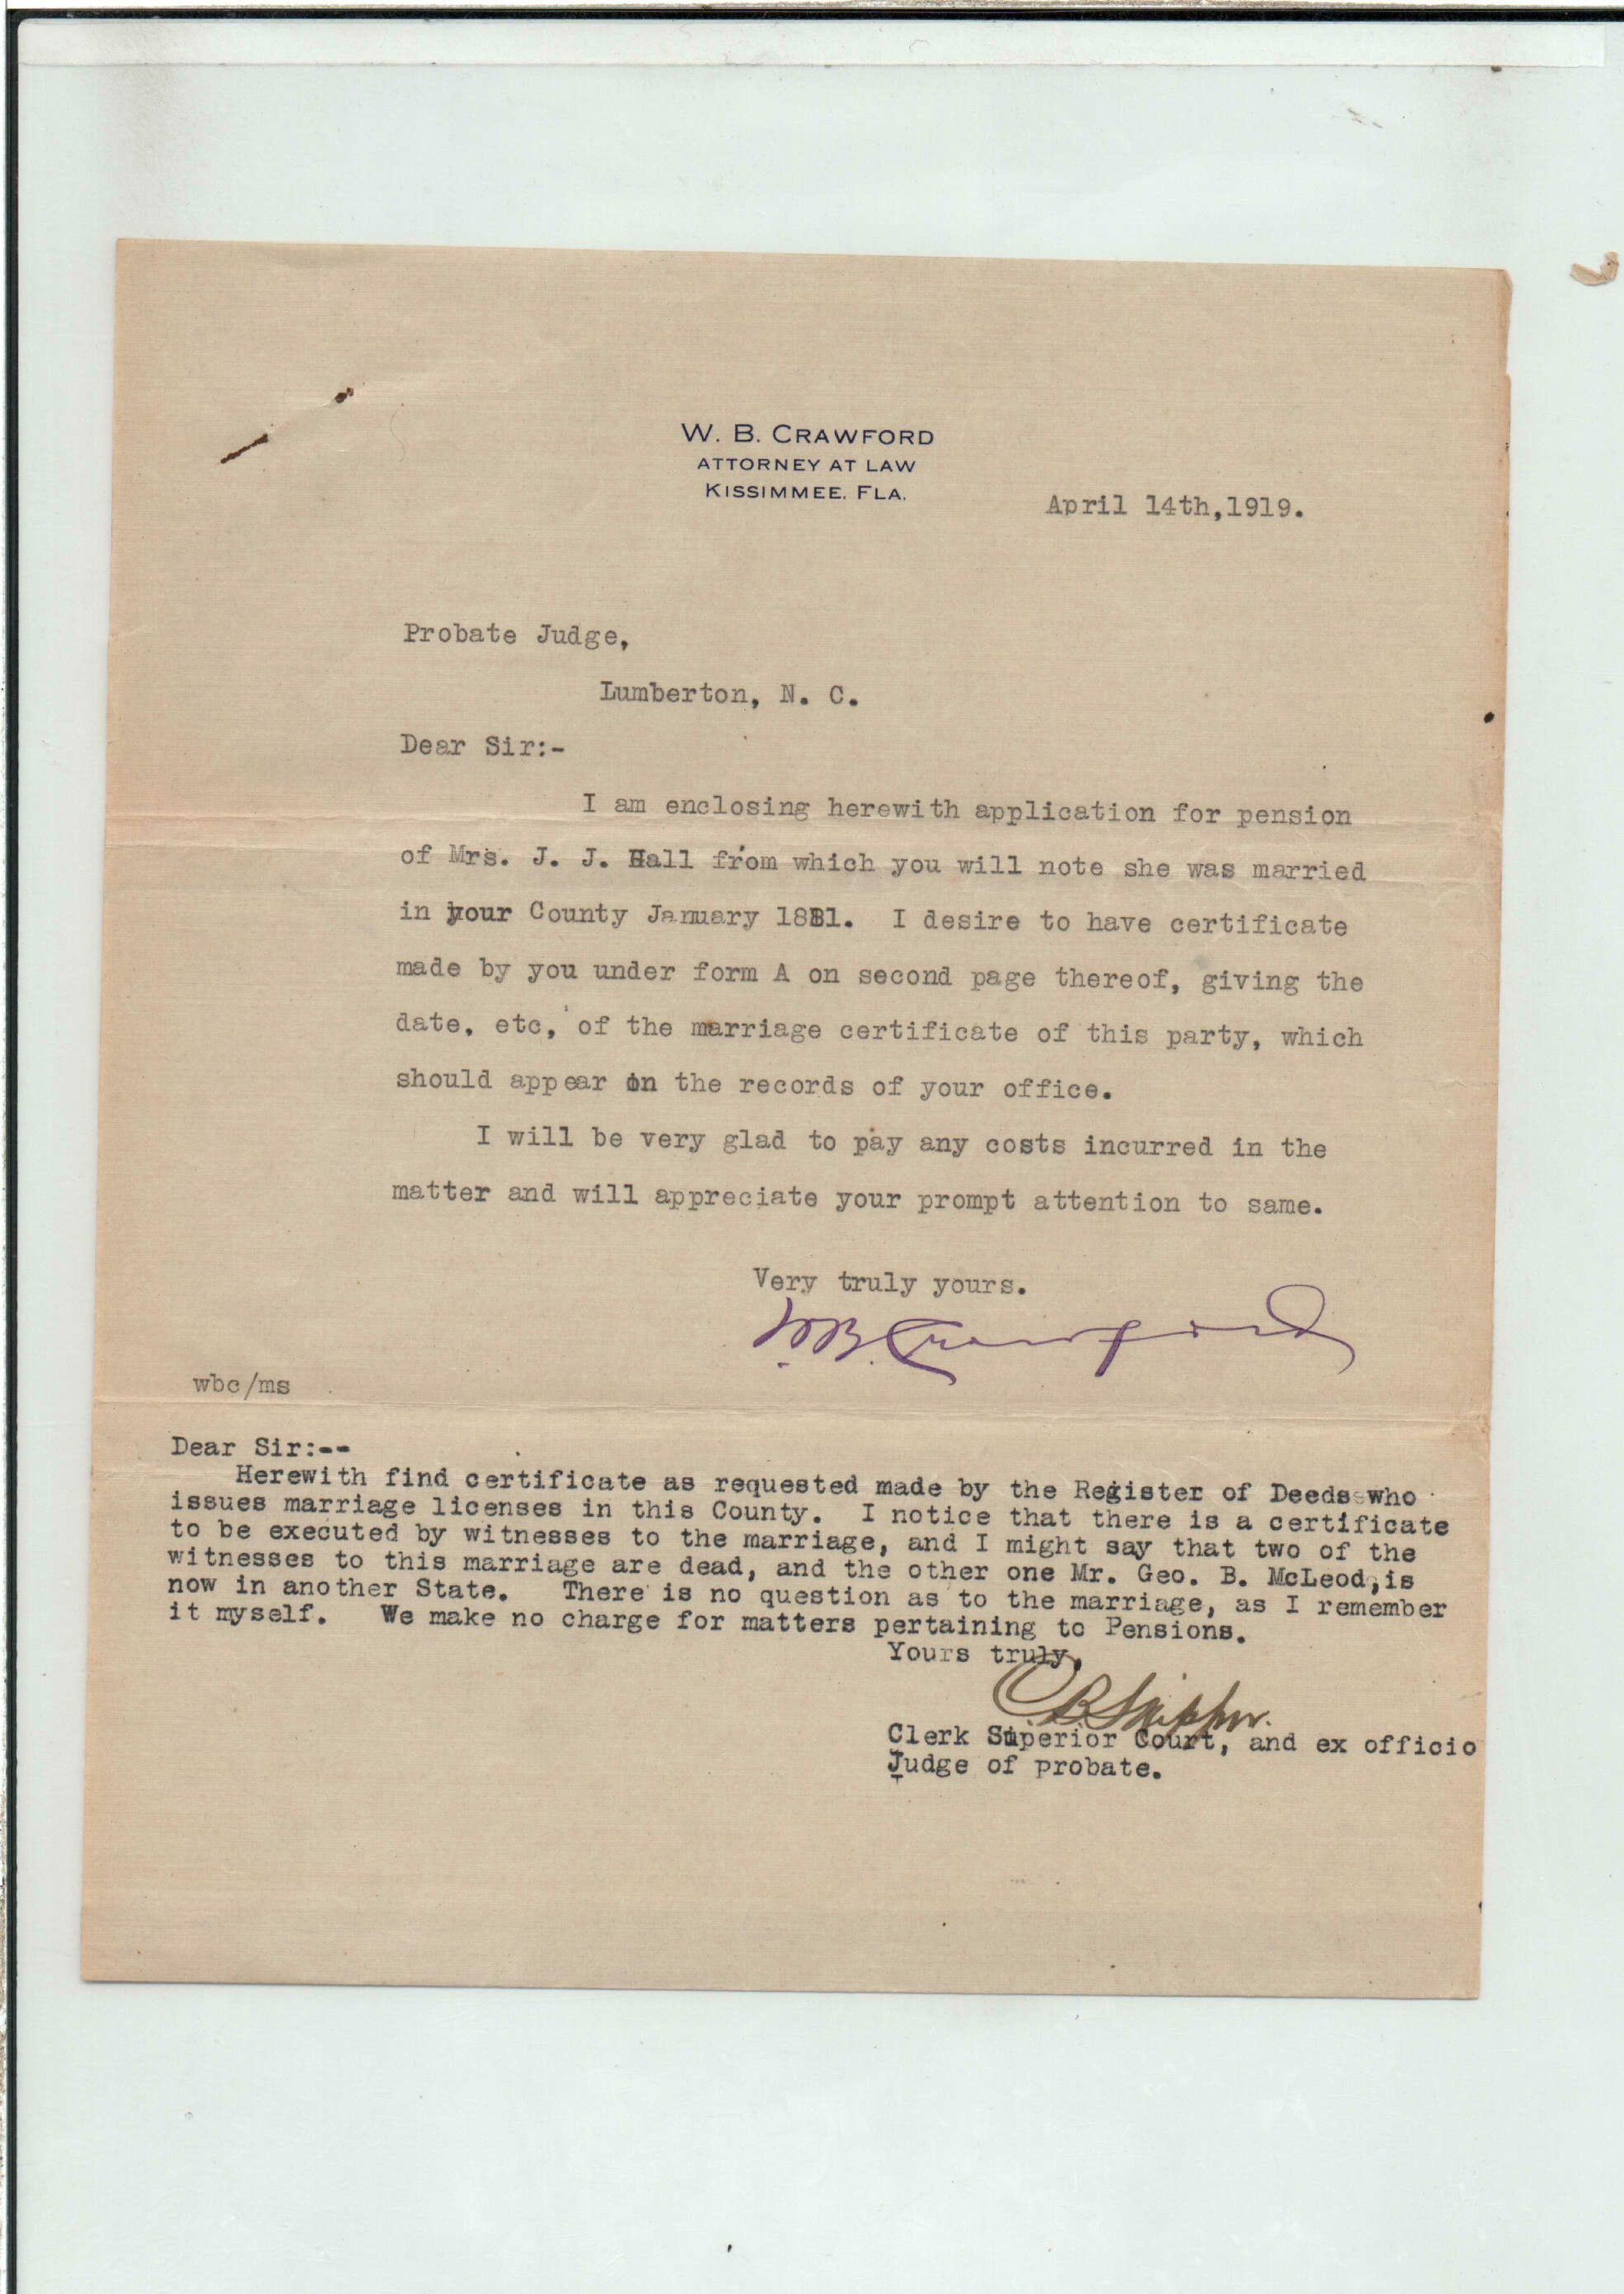 W. B. CRAWFORD
ATTORNEY AT LAW
KISSIMMEE. FLA.
April 14th,1919.
Probate Judge,
Lumberton, N. C.
Dear Sir:-
I am enclosing herewith application for pension
of Mrs. J. J. Hall from which you will note she was married
in your County January 1881. I desire to have certificate
made by you under form A on second page thereof, giving the
date, etc, of the marriage certificate of this party, which
should appear on the records of your office.
I will be very glad to pay any costs incurred in the
matter and will appreciate your prompt attention to same.
Very truly yours.
W.B. Crawford
wbc/ms
Dear Sir:--
Herewith find certificate as requested made by the Register of Deeds who
issues marriage licenses in this County. I notice that there is a certificate
to be executed by witnesses to the marriage, and I might say that two of the
witnesses to this marriage are dead, and the other one Mr. Geo. B. McLeod,is
now in another State. There is no question as to the marriage, as I remember
it myself. We make no charge for matters pertaining to Pensions.
Yours truly,
C.B. Skipper.
Clerk Superior Court, and ex officio
Judge of probate.